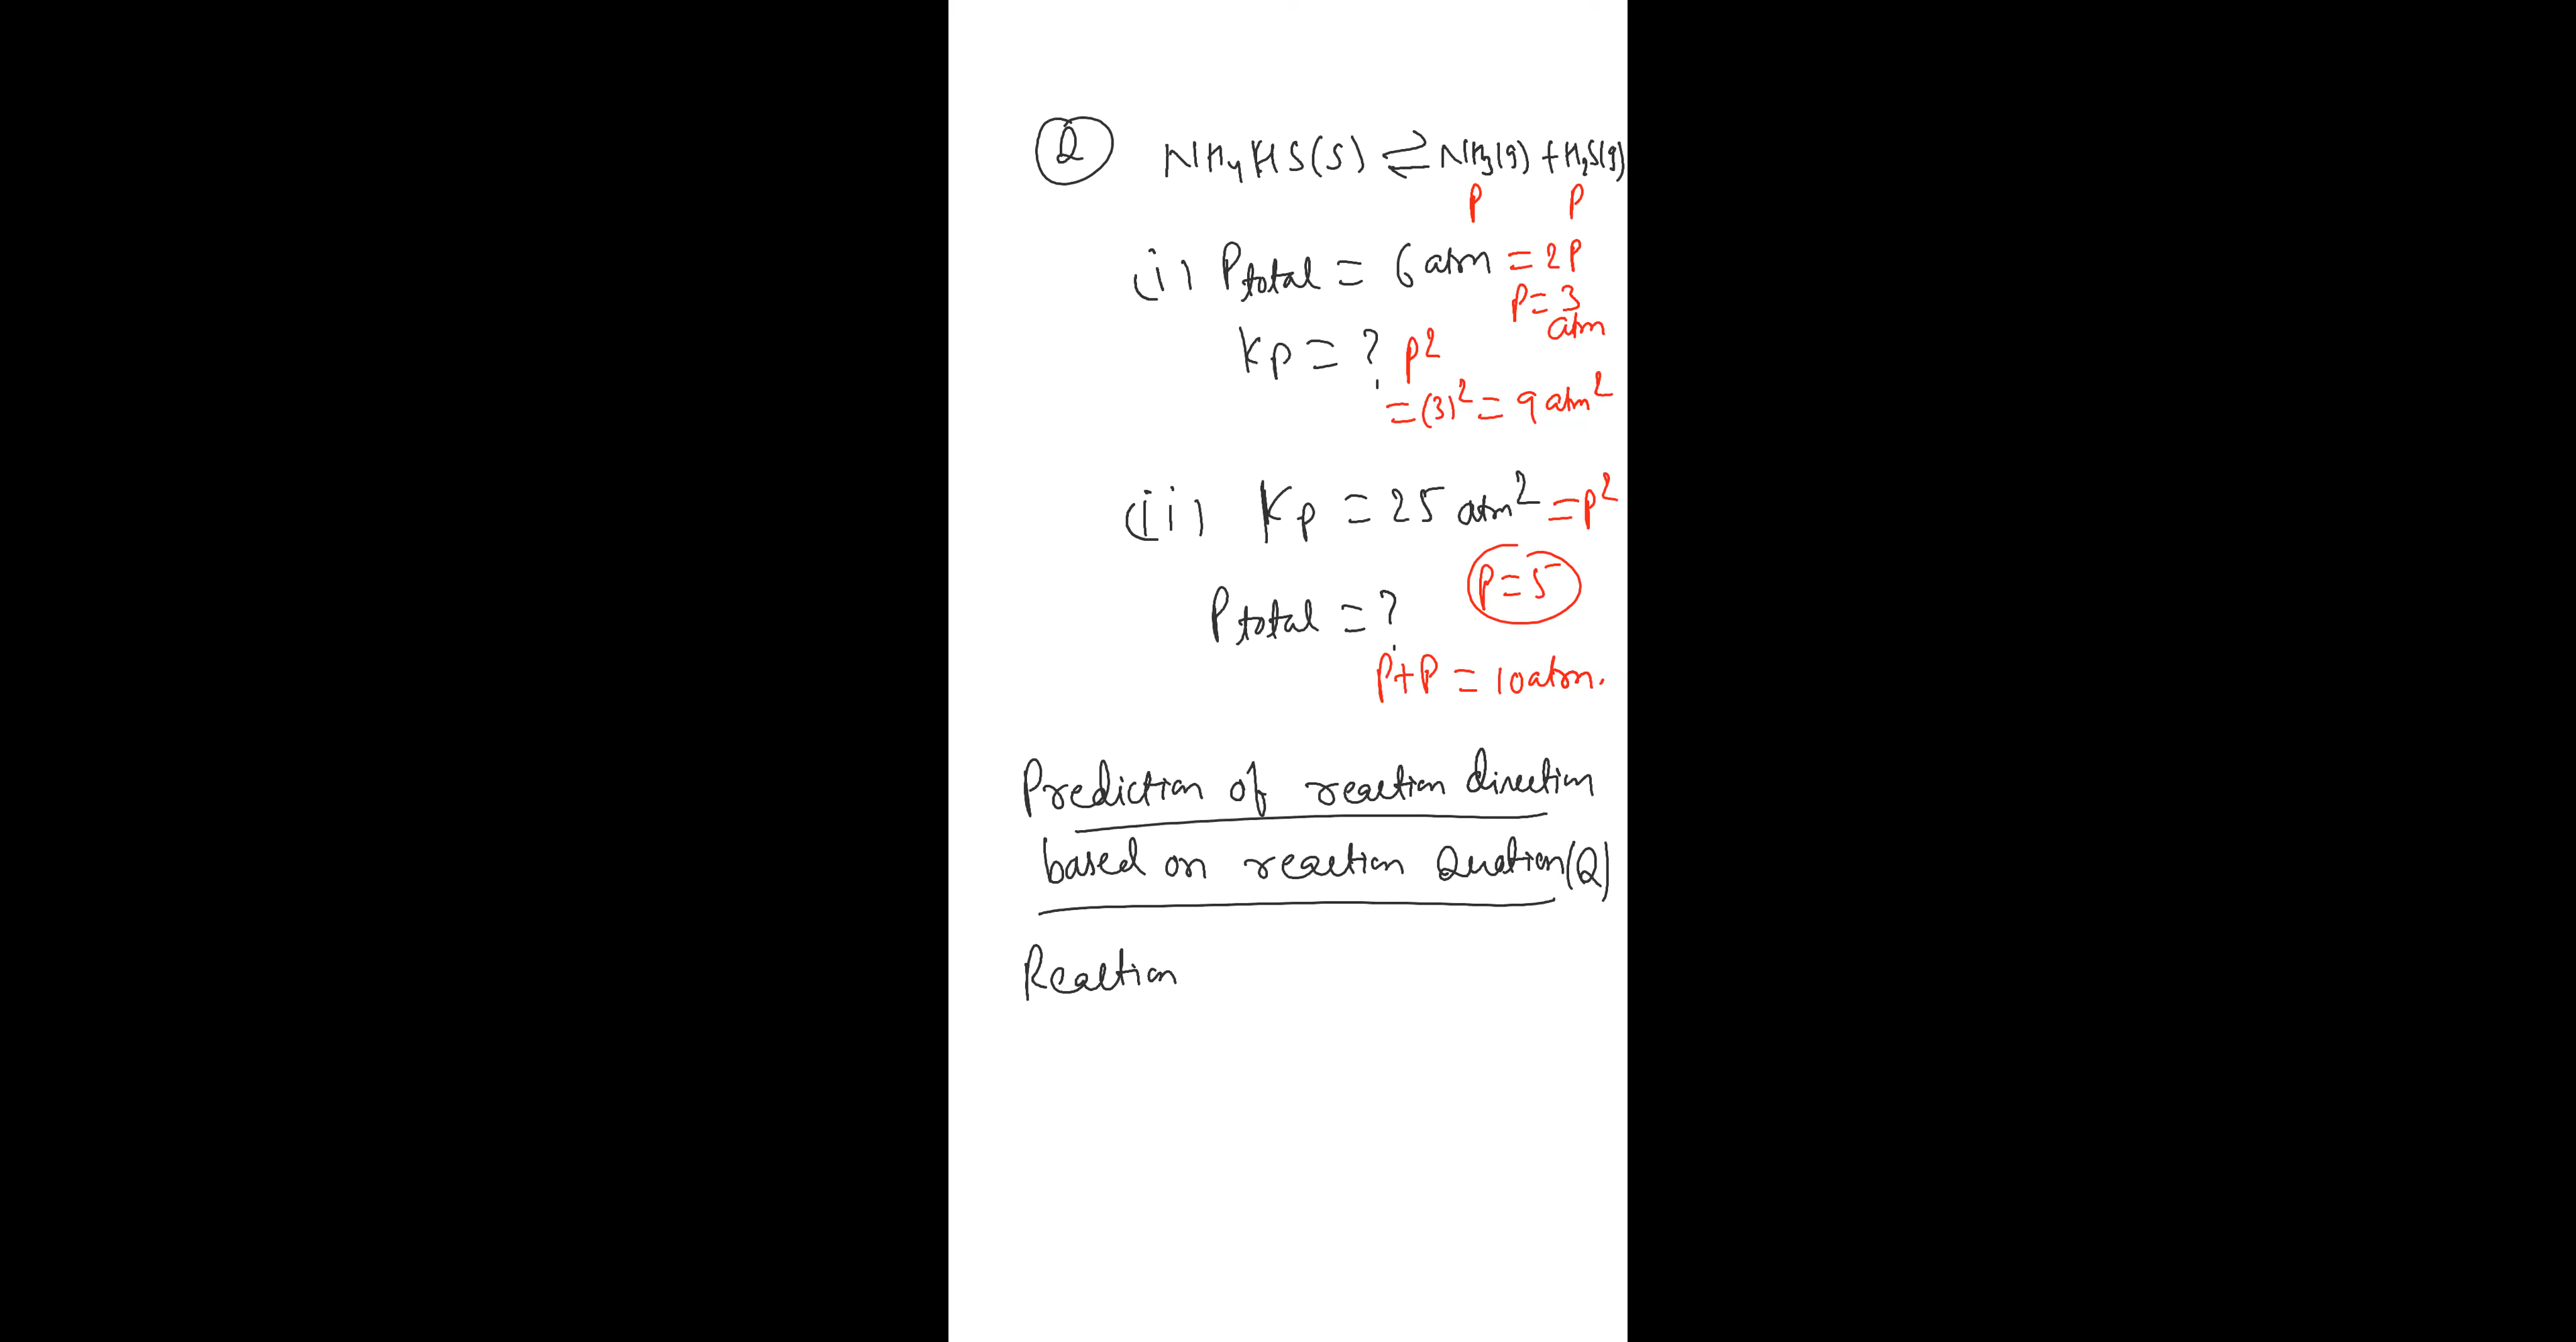 Q NH4HS(s) ⇌ NH3(g) + H2S(g)
P P
(i) Ptotal = 6 atm = 2P
P = 3
atm
Kp = ? P²
= (3)² = 9 atm²
(ii) Kp = 25 atm² = P²
P = 5
Ptotal = ?
P+P = 10 atm.
Prediction of reaction direction
based on reaction Quotion(Q)
Reaction